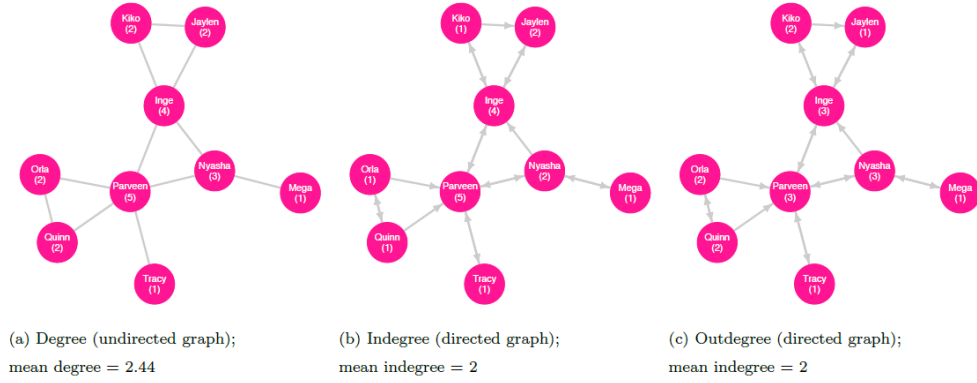 Kiko
(2)
Jaylen
(2)
Inge
(4)
Orla
(2)
Parveen
(5)
Nyasha
(3)
Mega
(1)
Quinn
(2)
Tracy
(1)
(a) Degree (undirected graph);
mean degree = 2.44
Kiko
(1)
Jaylen
(2)
Inge
(4)
Orla
(1)
Parveen
(5)
Nyasha
(2)
Mega
(1)
Quinn
(1)
Tracy
(1)
(b) Indegree (directed graph);
mean indegree = 2
Kiko
(2)
Jaylen
(1)
Inge
(3)
Orla
(2)
Parveen
(3)
Nyasha
(3)
Mega
(1)
Quinn
(2)
Tracy
(1)
(c) Outdegree (directed graph);
mean indegree = 2